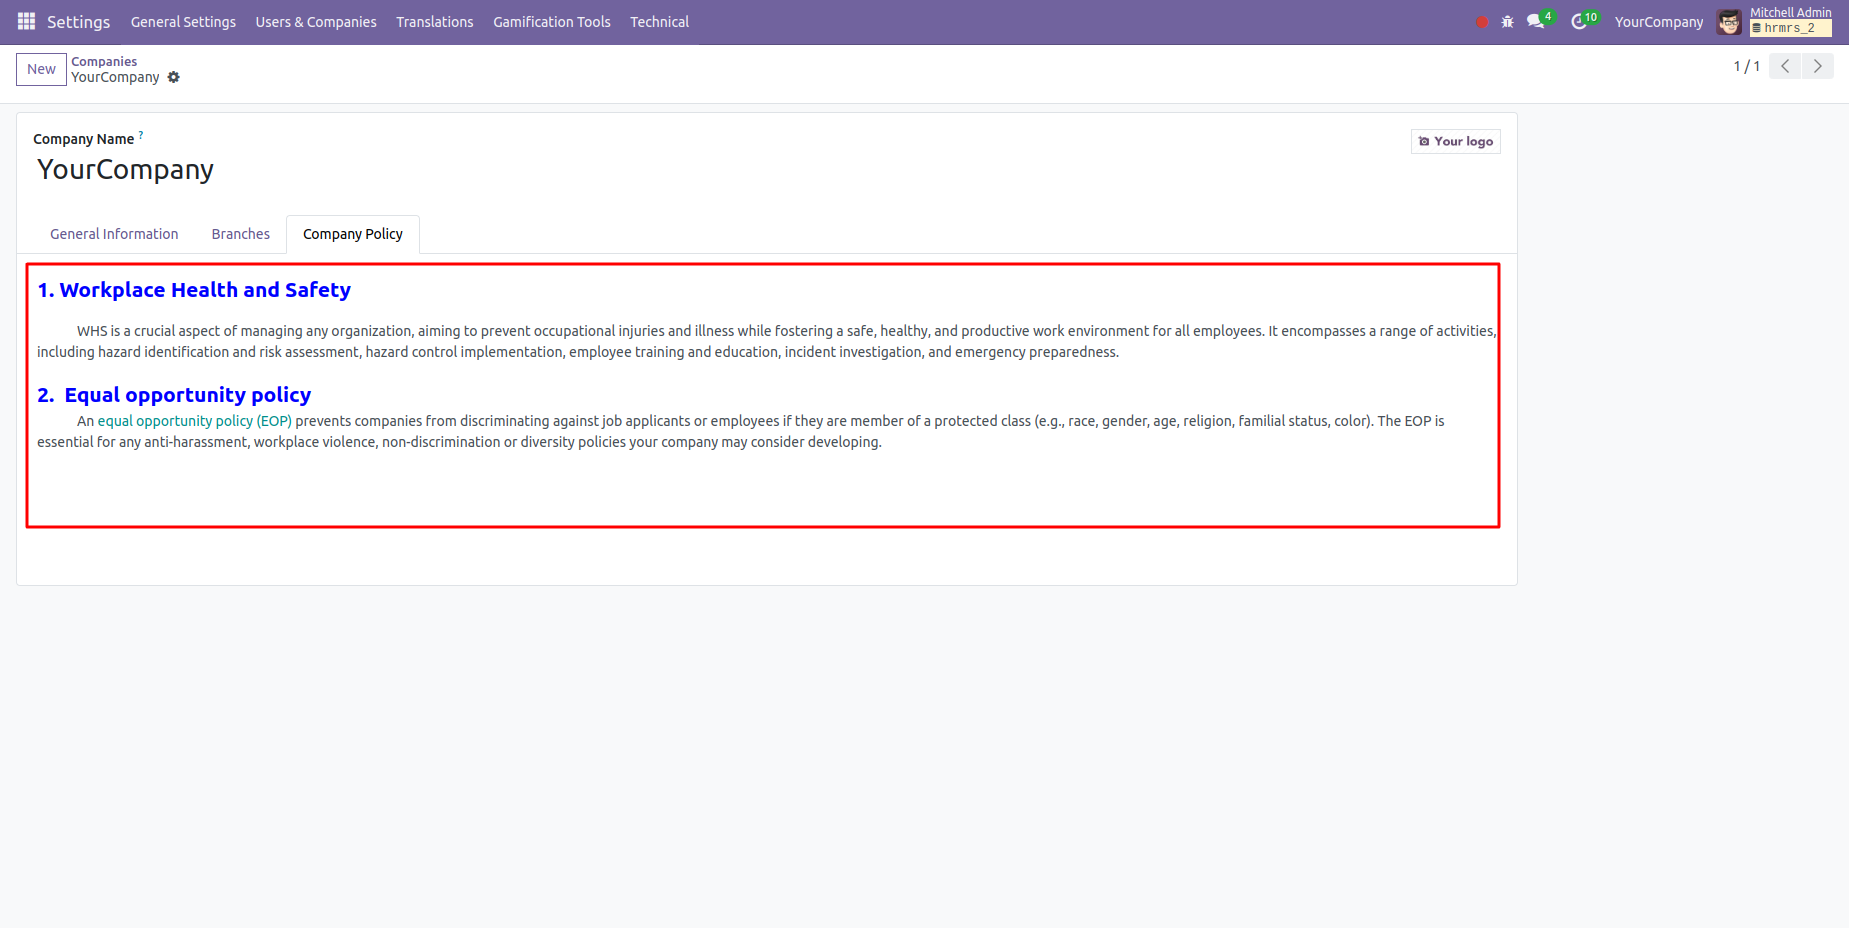 Settings General Settings Users & Companies Translations Gamification Tools Technical 4 10 YourCompany Mitchell Admin
hrmrs_2
New Companies
YourCompany 1 / 1
Company Name ?
Your logo
YourCompany
General Information Branches Company Policy
1. Workplace Health and Safety
WHS is a crucial aspect of managing any organization, aiming to prevent occupational injuries and illness while fostering a safe, healthy, and productive work environment for all employees. It encompasses a range of activities,
including hazard identification and risk assessment, hazard control implementation, employee training and education, incident investigation, and emergency preparedness.
2. Equal opportunity policy
An equal opportunity policy (EOP) prevents companies from discriminating against job applicants or employees if they are member of a protected class (e.g., race, gender, age, religion, familial status, color). The EOP is
essential for any anti-harassment, workplace violence, non-discrimination or diversity policies your company may consider developing.